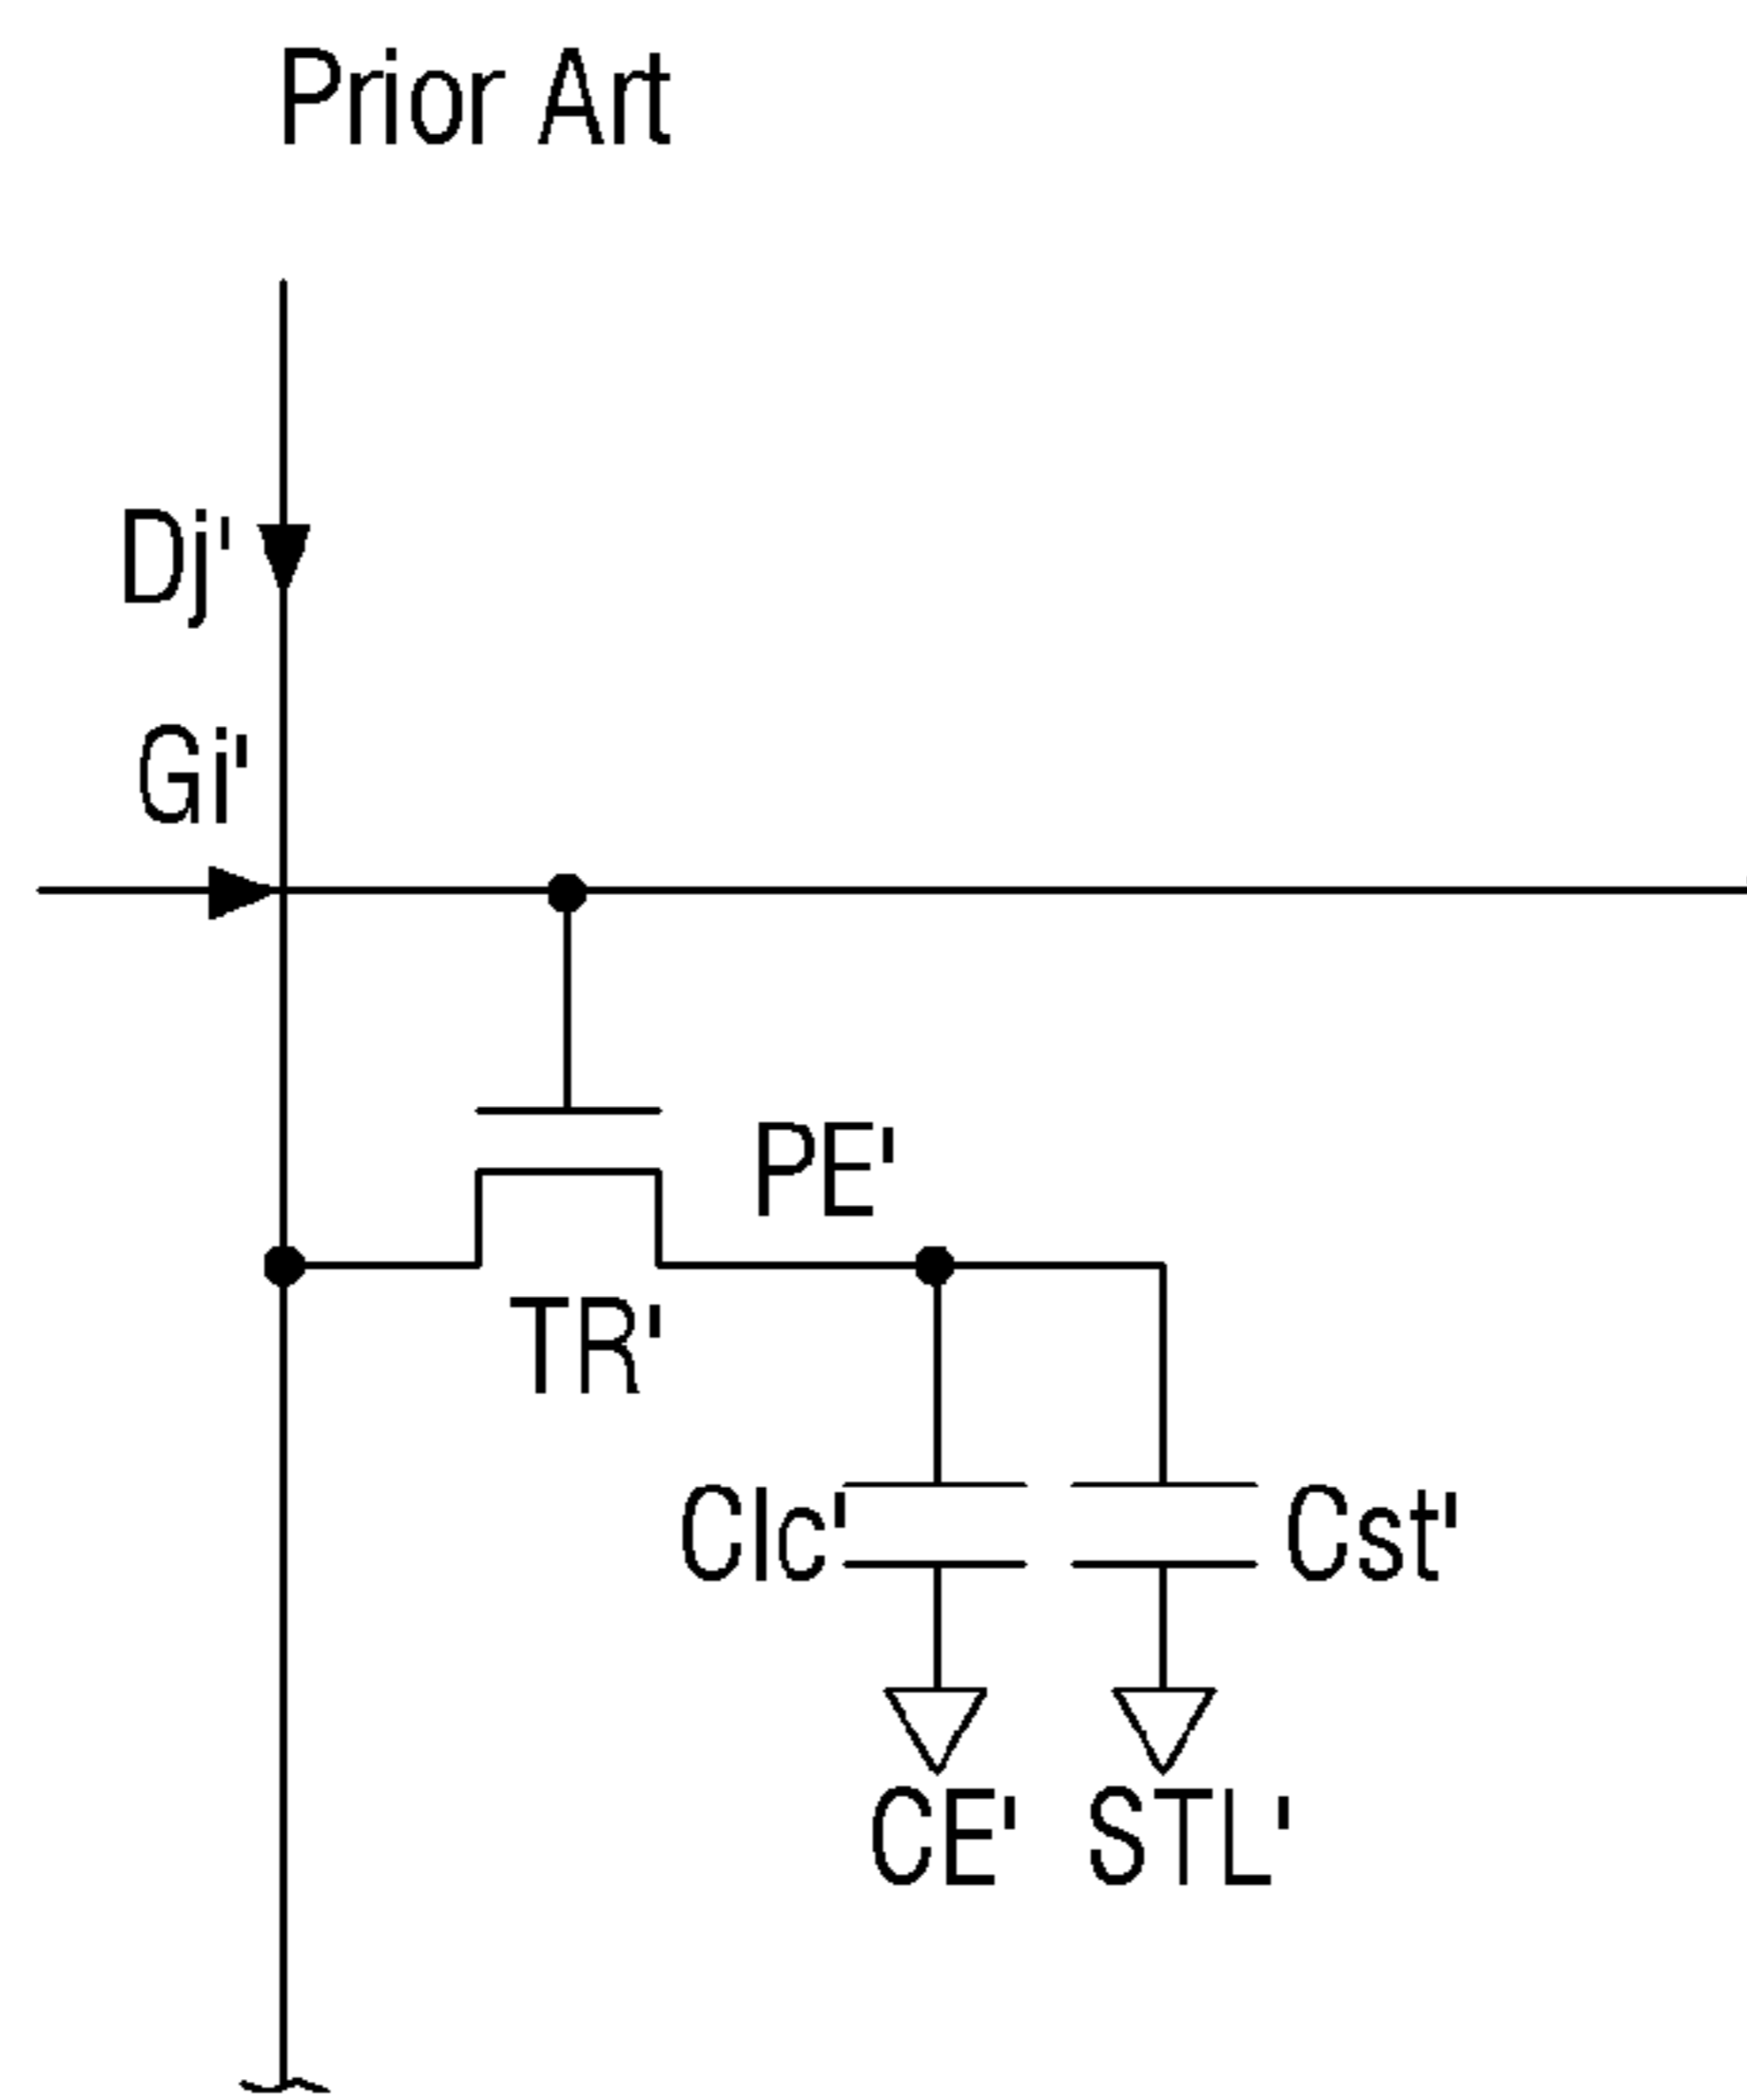 Prior Art
Dj'
Gi'
PE'
TR'
Clc'
Cst'
CE'
STL'